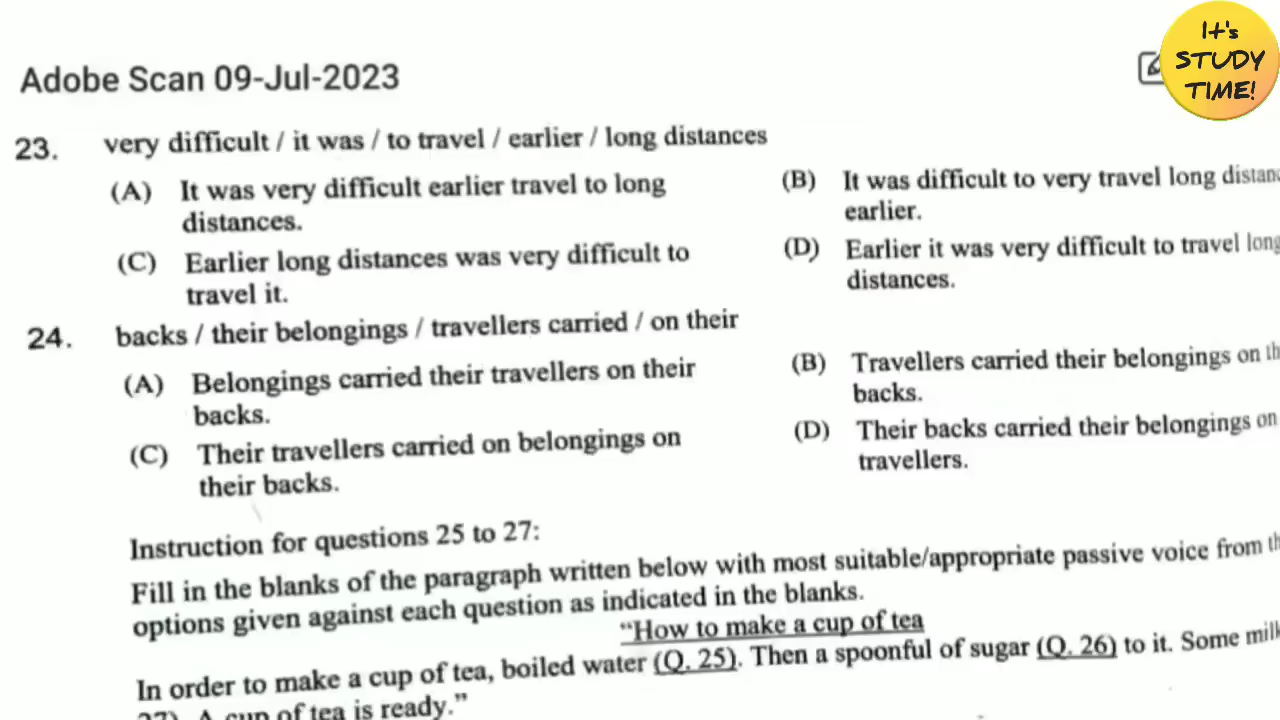 It's
STUDY
TIME!
Adobe Scan 09-Jul-2023
23. very difficult / it was / to travel / earlier / long distances
(A) It was very difficult earlier travel to long
distances.
(B) It was difficult to very travel long
earlier.
(C) Earlier long distances was very difficult to
travel it.
(D) Earlier it was very difficult to travel long
distances.
24. backs / their belongings / travellers carried / on their
(A) Belongings carried their travellers on their
backs.
(B) Travellers carried their belongings on
backs.
(C) Their travellers carried on belongings on
their backs.
(D) Their backs carried their belongings on
travellers.
Instruction for questions 25 to 27:
Fill in the blanks of the paragraph written below with most suitable/appropriate passive voice from
options given against each question as indicated in the blanks.
"How to make a cup of tea
In order to make a cup of tea, boiled water (Q. 25). Then a spoonful of sugar (Q. 26) to it. Some milk
27). A cup of tea is ready."